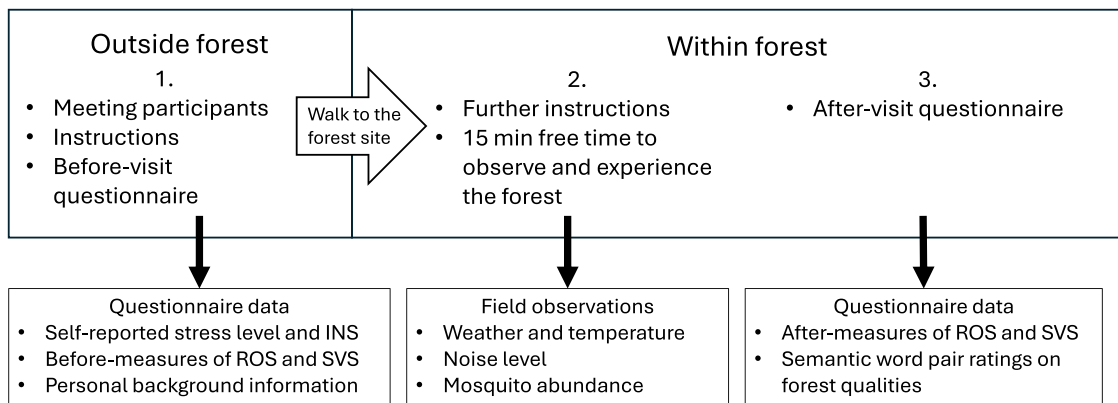 Outside forest
1.
• Meeting participants
• Instructions
• Before-visit
questionnaire
Walk to the
forest site
Within forest
2.
• Further instructions
• 15 min free time to
observe and experience
the forest
3.
• After-visit questionnaire
Questionnaire data
• Self-reported stress level and INS
• Before-measures of ROS and SVS
• Personal background information
Field observations
• Weather and temperature
• Noise level
• Mosquito abundance
Questionnaire data
• After-measures of ROS and SVS
• Semantic word pair ratings on
forest qualities